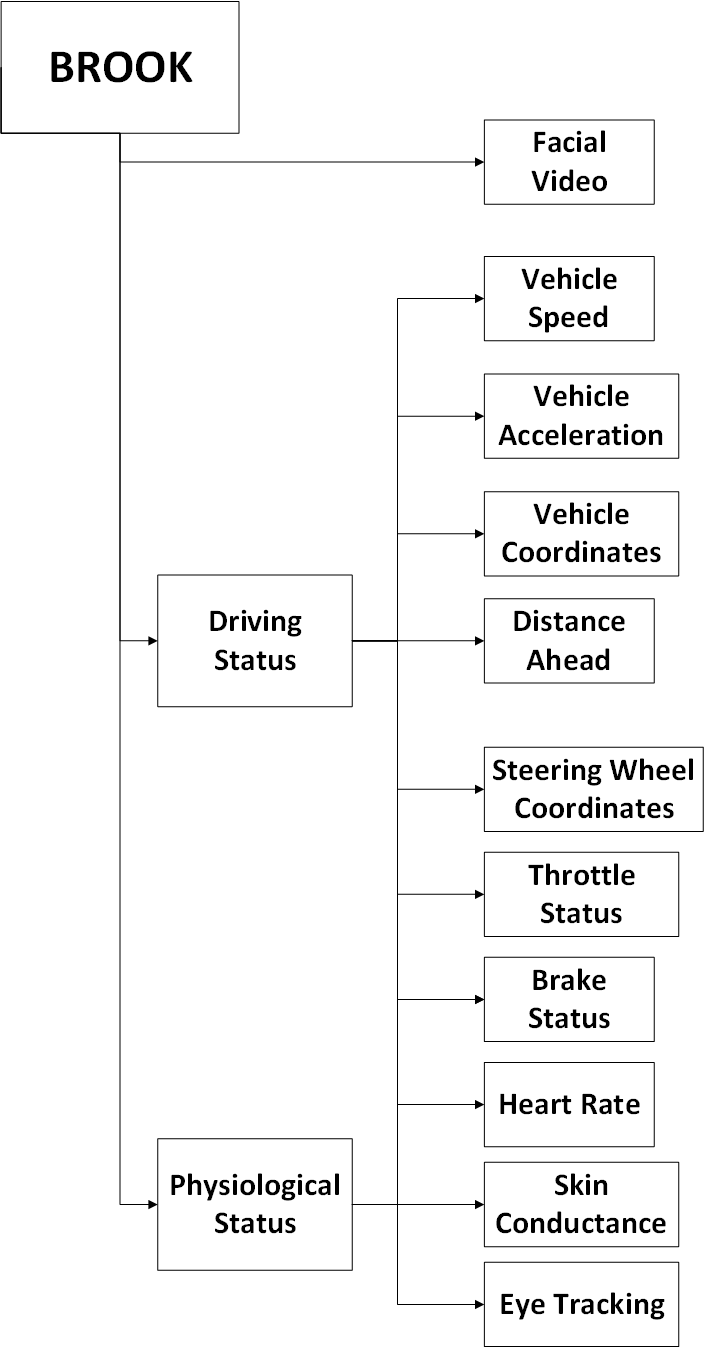 BROOK
Facial
Video
Vehicle
Speed
Vehicle
Acceleration
Vehicle
Coordinates
Driving
Status
Distance
Ahead
Steering Wheel
Coordinates
Throttle
Status
Brake
Status
Heart Rate
Physiological
Status
Skin
Conductance
Eye Tracking